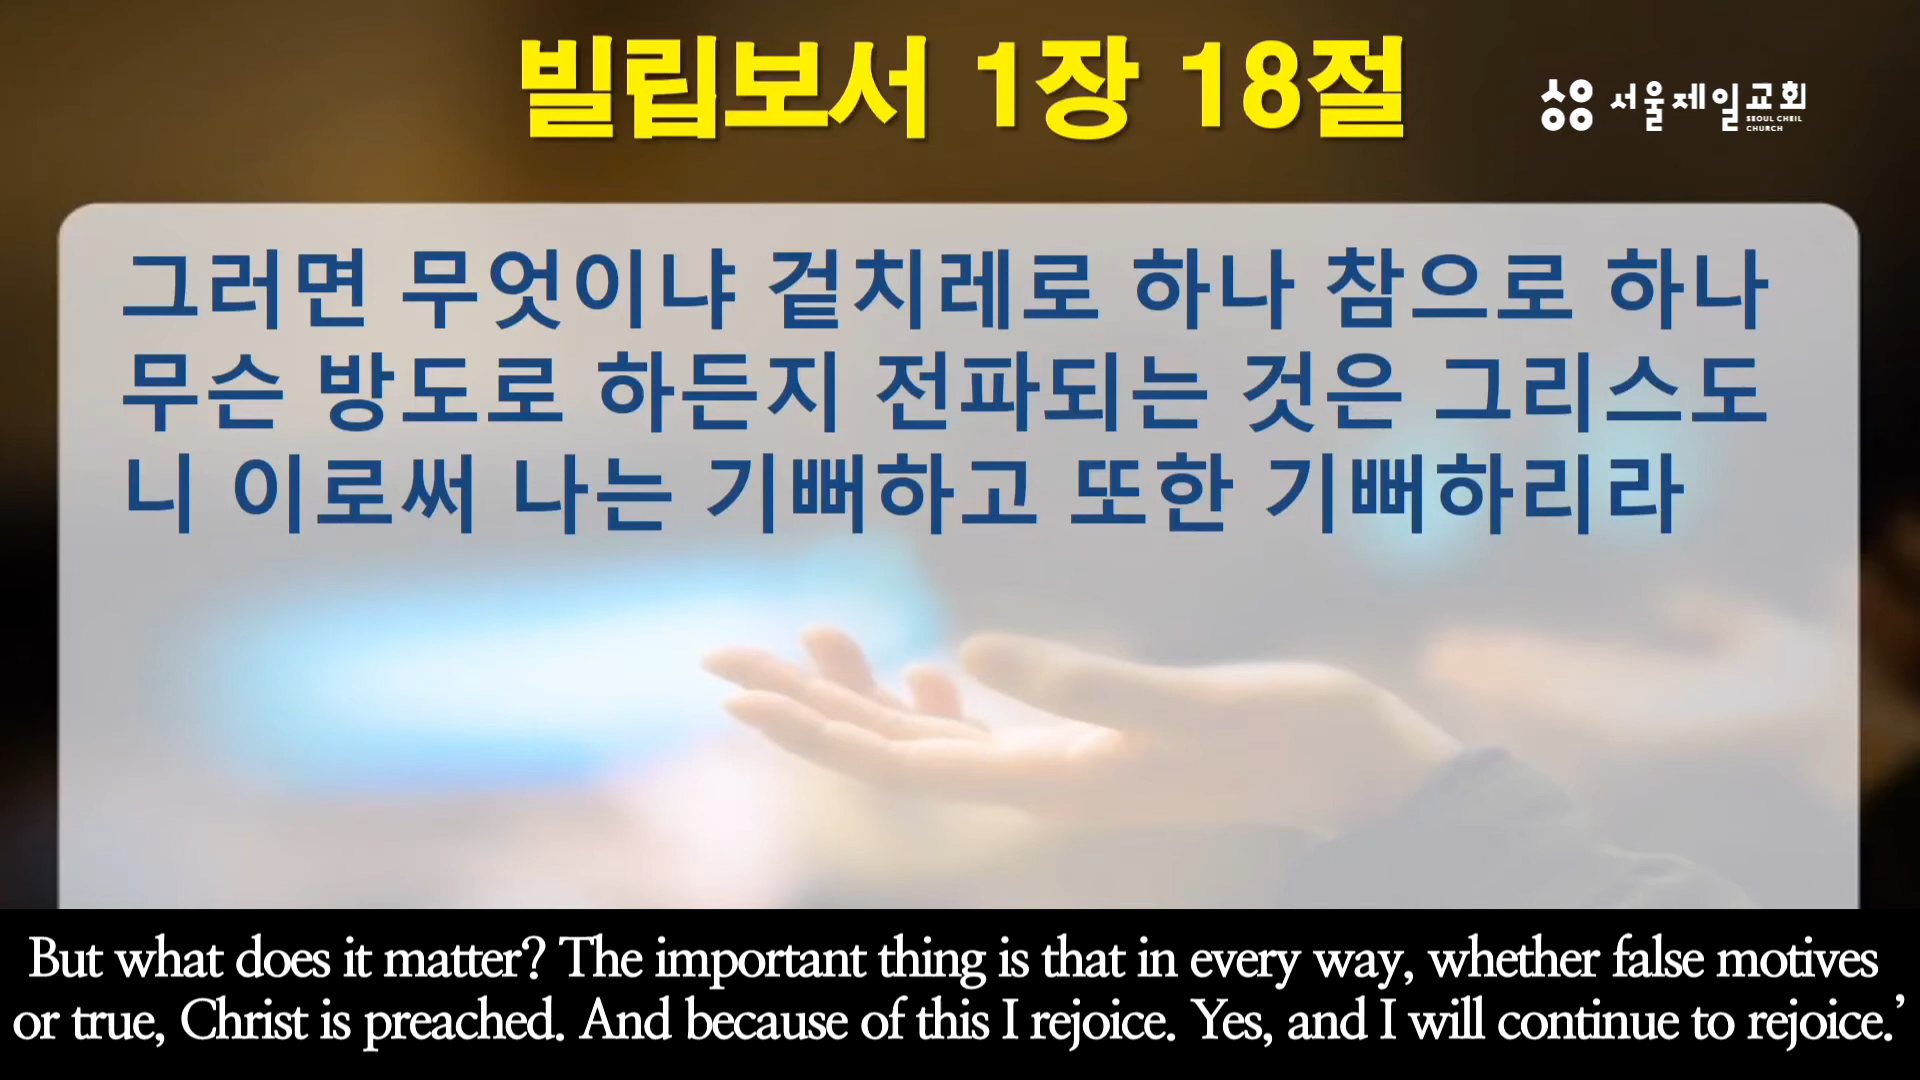 빌립보서 1장 18절
서울제일교회
SEOUL CHEIL
CHURCH
그러면 무엇이냐 겉치레로 하나 참으로 하나
무슨 방도로 하든지 전파되는 것은 그리스도
니 이로써 나는 기뻐하고 또한 기뻐하리라
But what does it matter? The important thing is that in every way, whether false motives
or true, Christ is preached. And because of this I rejoice. Yes, and I will continue to rejoice.’